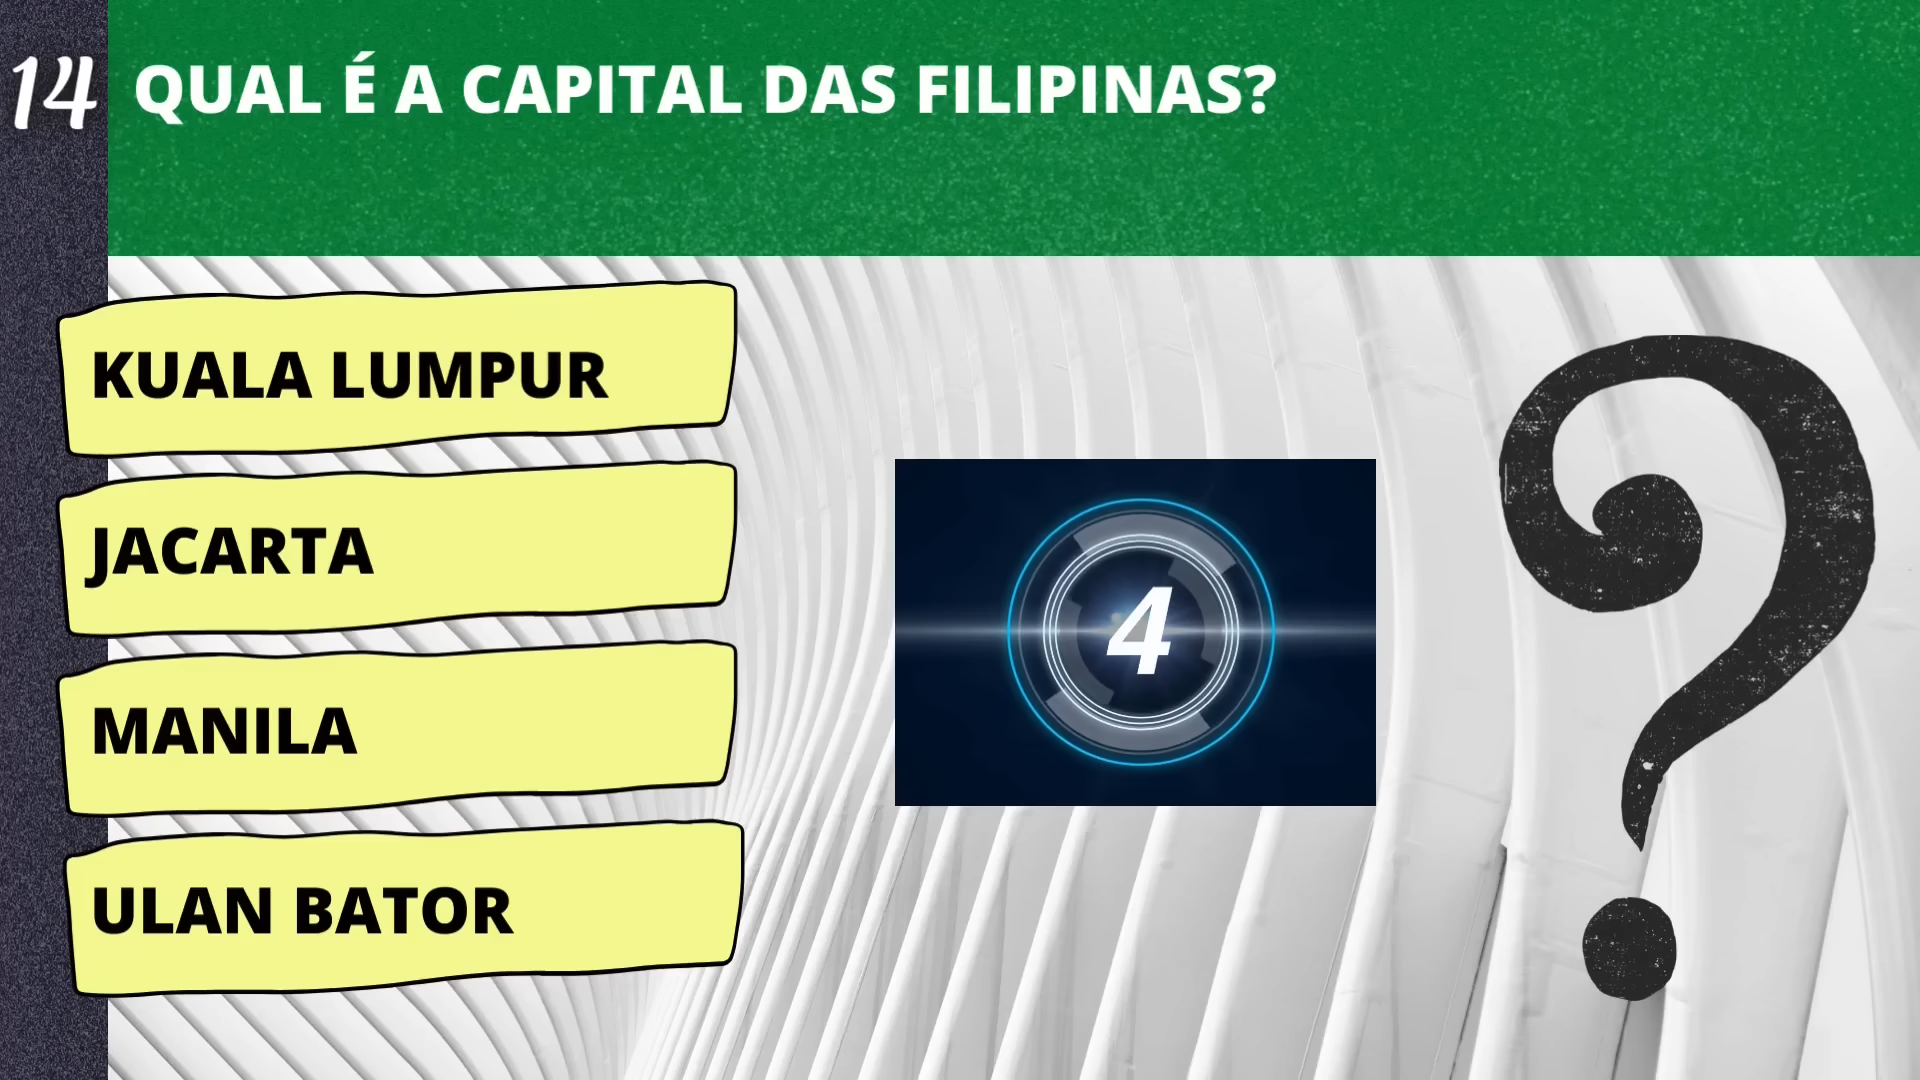 14
QUAL É A CAPITAL DAS FILIPINAS?
KUALA LUMPUR
JACARTA
MANILA
ULAN BATOR
4
?